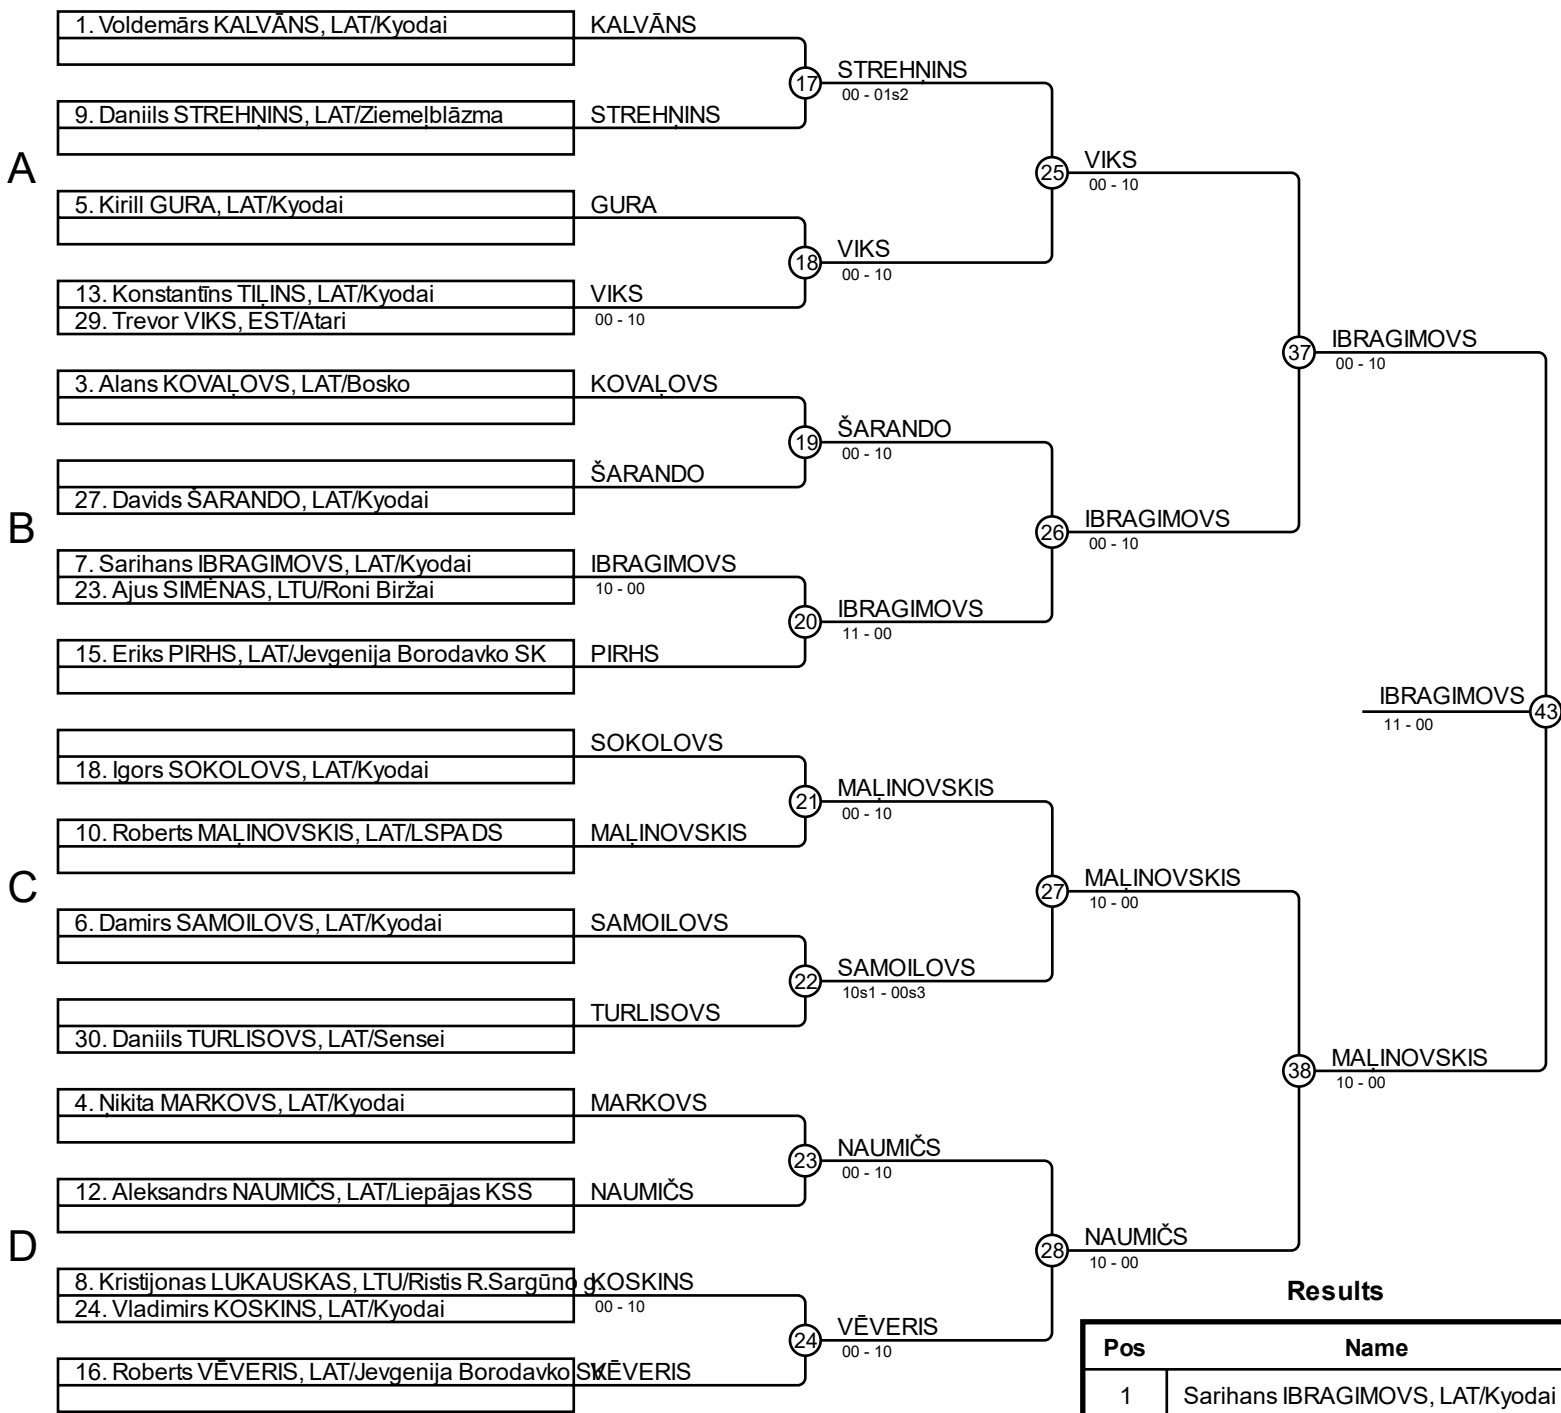 1. Voldemārs KALVĀNS, LAT/Kyodai
KALVĀNS
17
STREHŅINS
00 - 01s2
9. Daniils STREHŅINS, LAT/Ziemeļblāzma
STREHŅINS
A
25
VIKS
00 - 10
5. Kirill GURA, LAT/Kyodai
GURA
18
VIKS
00 - 10
13. Konstantīns TIĻINS, LAT/Kyodai
29. Trevor VIKS, EST/Atari
VIKS
00 - 10
37
IBRAGIMOVS
00 - 10
3. Alans KOVAĻOVS, LAT/Bosko
KOVAĻOVS
19
ŠARANDO
00 - 10
27. Davids ŠARANDO, LAT/Kyodai
ŠARANDO
B
26
IBRAGIMOVS
00 - 10
7. Sarihans IBRAGIMOVS, LAT/Kyodai
23. Ajus SIMĖNAS, LTU/Roni Biržai
IBRAGIMOVS
10 - 00
20
IBRAGIMOVS
11 - 00
15. Eriks PIRHS, LAT/Jevgenija Borodavko SK
PIRHS
IBRAGIMOVS
11 - 00
43
18. Igors SOKOLOVS, LAT/Kyodai
SOKOLOVS
21
MAĻINOVSKIS
00 - 10
10. Roberts MAĻINOVSKIS, LAT/LSPADS
MAĻINOVSKIS
C
27
MAĻINOVSKIS
10 - 00
6. Damirs SAMOILOVS, LAT/Kyodai
SAMOILOVS
22
SAMOILOVS
10s1 - 00s3
30. Daniils TURLISOVS, LAT/Sensei
TURLISOVS
38
MAĻINOVSKIS
10 - 00
4. Ņikita MARKOVS, LAT/Kyodai
MARKOVS
23
NAUMIČS
00 - 10
12. Aleksandrs NAUMIČS, LAT/Liepājas KSS
NAUMIČS
D
28
NAUMIČS
10 - 00
8. Kristijonas LUKAUSKAS, LTU/Ristis R.Sargūno g.
24. Vladimirs KOSKINS, LAT/Kyodai
KOSKINS
00 - 10
24
VĒVERIS
00 - 10
16. Roberts VĒVERIS, LAT/Jevgenija Borodavko SK
VĒVERIS
Results
Pos Name
1 Sarihans IBRAGIMOVS, LAT/Kyodai